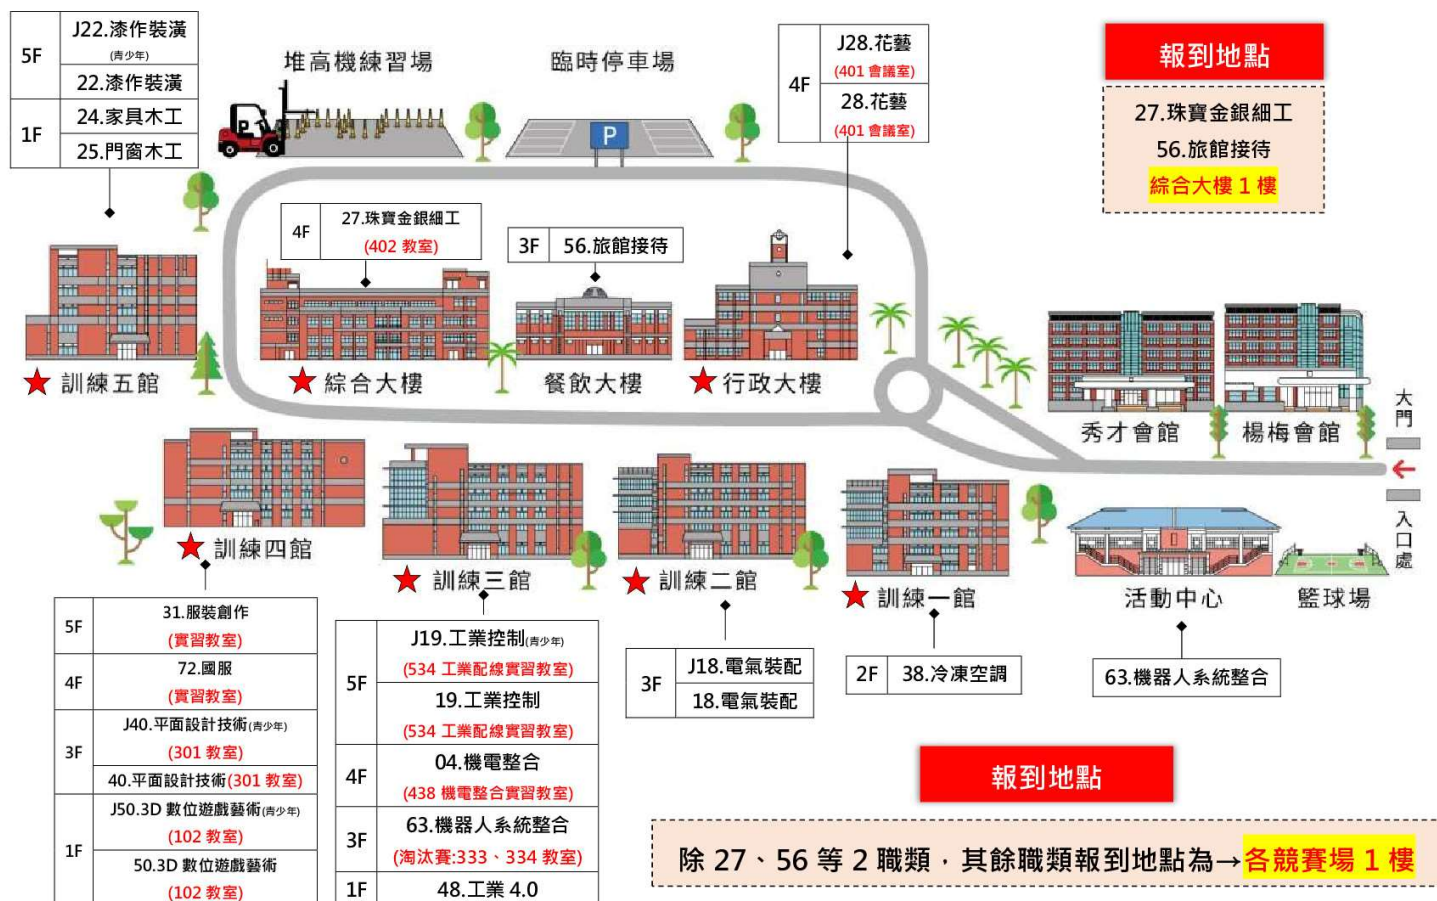 5F
J22.漆作裝潢
(青少年)
22.漆作裝潢
1F
24.家具木工
25.門窗木工
堆高機練習場
臨時停車場
P
P
4F
J28.花藝
(401 會議室)
28.花藝
(401 會議室)
報到地點
27.珠寶金銀細工
56.旅館接待
綜合大樓 1 樓
4F
27.珠寶金銀細工
(402 教室)
3F
56.旅館接待
訓練五館
綜合大樓
餐飲大樓
行政大樓
秀才會館
楊梅會館
大門
入口處
訓練四館
訓練三館
訓練二館
訓練一館
活動中心
籃球場
5F
31.服裝創作
(實習教室)
4F
72.國服
(實習教室)
3F
J40.平面設計技術(青少年)
(301 教室)
40.平面設計技術(301 教室)
1F
J50.3D 數位遊戲藝術(青少年)
(102 教室)
50.3D 數位遊戲藝術
(102 教室)
5F
J19.工業控制(青少年)
(534 工業配線實習教室)
19.工業控制
(534 工業配線實習教室)
4F
04.機電整合
(438 機電整合實習教室)
3F
63.機器人系統整合
(淘汰賽:333、334 教室)
1F
48.工業 4.0
3F
J18.電氣裝配
18.電氣裝配
2F
38.冷凍空調
63.機器人系統整合
報到地點
除 27、56 等 2 職類，其餘職類報到地點為→各競賽場 1 樓